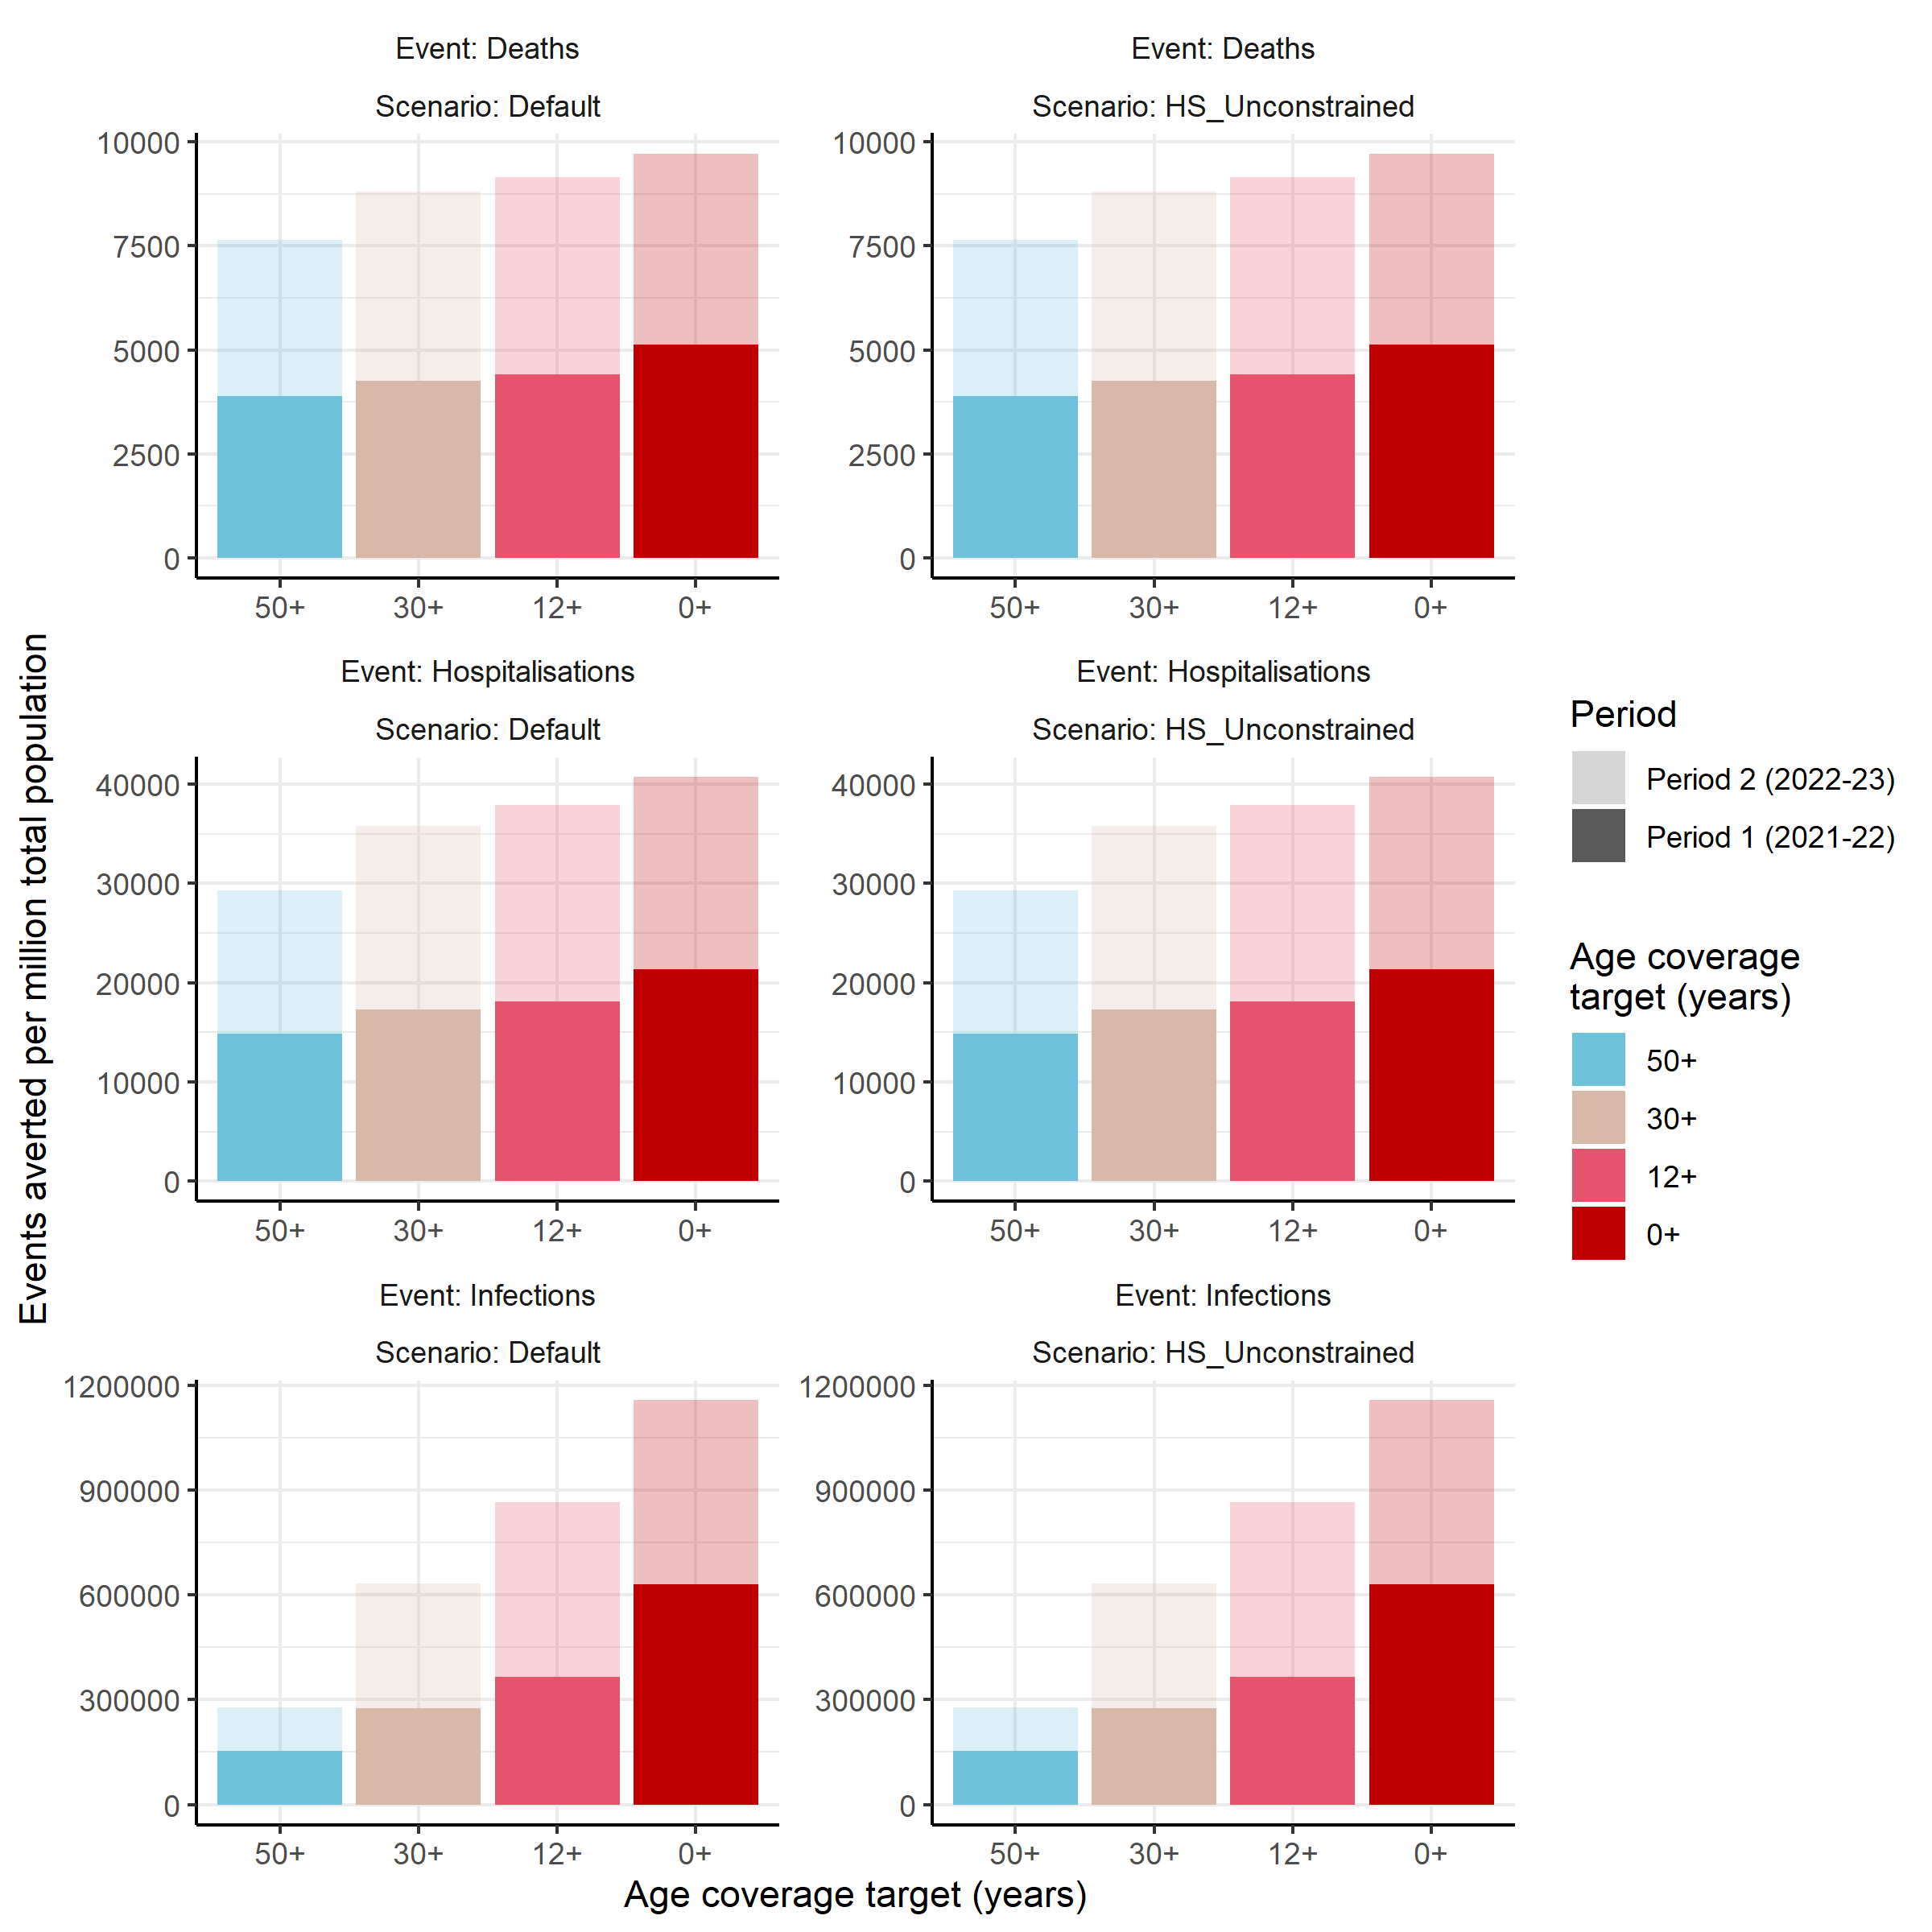 Event: Deaths
Scenario: Default
10000
7500
5000
2500
0
50+ 30+ 12+ 0+
Event: Deaths
Scenario: HS_Unconstrained
10000
7500
5000
2500
0
50+ 30+ 12+ 0+
Events averted per million total population
Event: Hospitalisations
Scenario: Default
40000
30000
20000
10000
0
50+ 30+ 12+ 0+
Event: Hospitalisations
Scenario: HS_Unconstrained
40000
30000
20000
10000
0
50+ 30+ 12+ 0+
Event: Infections
Scenario: Default
1200000
900000
600000
300000
0
50+ 30+ 12+ 0+
Event: Infections
Scenario: HS_Unconstrained
1200000
900000
600000
300000
0
50+ 30+ 12+ 0+
Age coverage target (years)
Period
Period 2 (2022-23)
Period 1 (2021-22)
Age coverage
target (years)
50+
30+
12+
0+